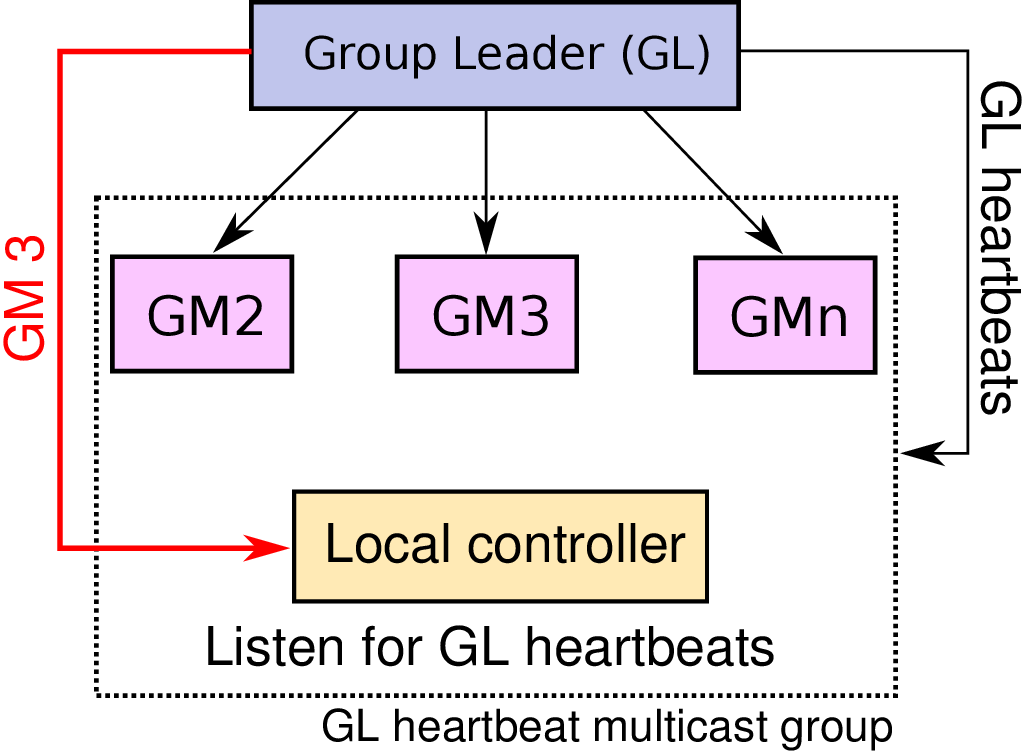 Group Leader (GL)
GL heartbeats
GM 3
GM2
GM3
GMn
Local controller
Listen for GL heartbeats
GL heartbeat multicast group